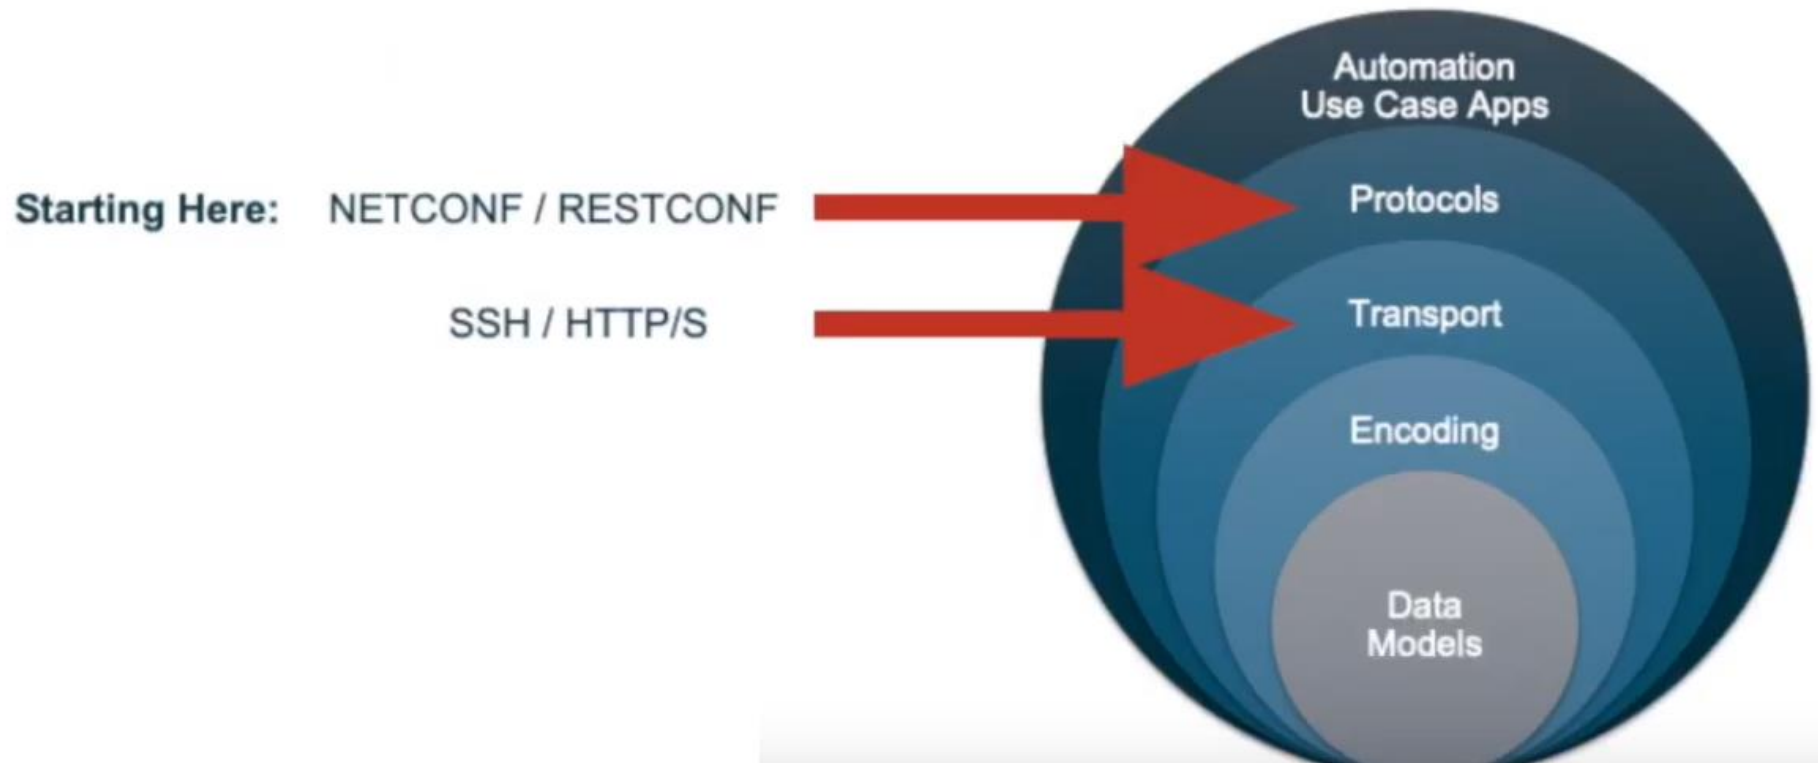 Automation
Use Case Apps
Starting Here: NETCONF / RESTCONF
Protocols
SSH / HTTP/S
Transport
Encoding
Data
Models